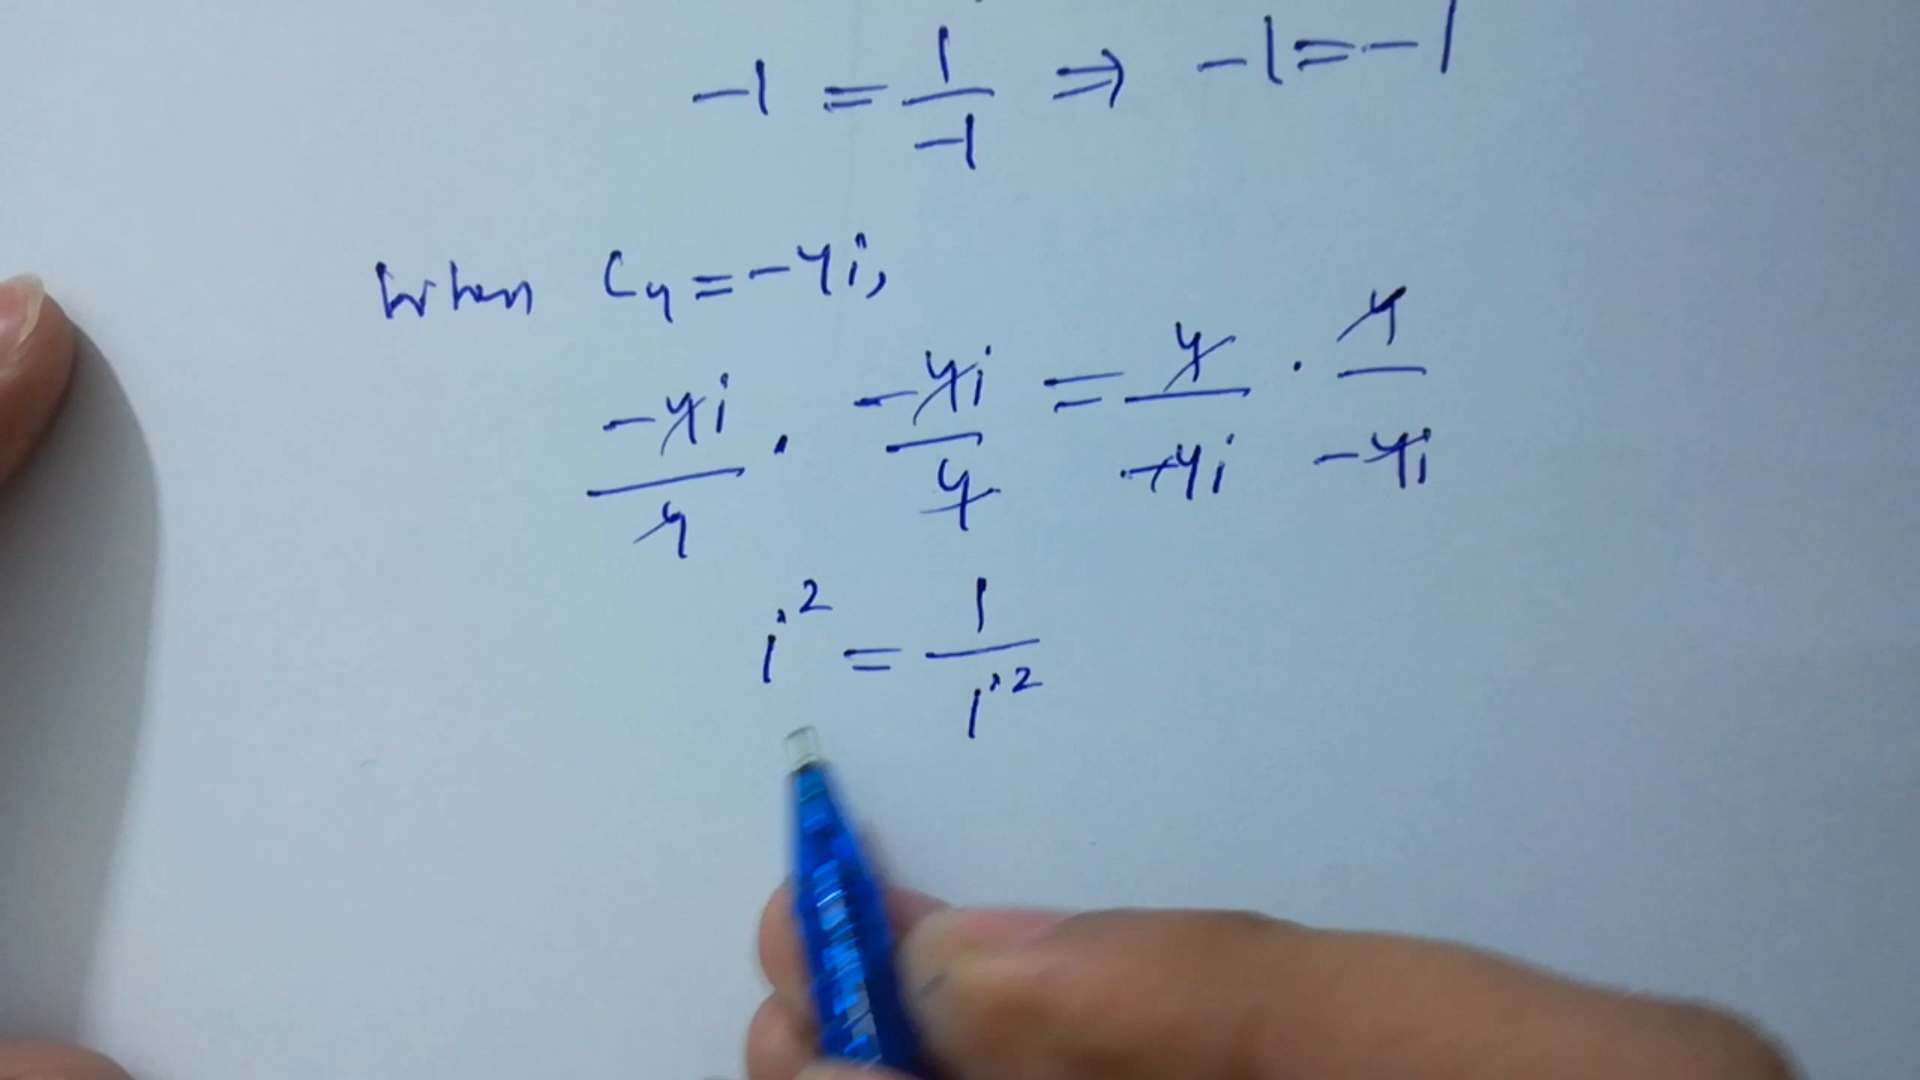 -1 = 1/-1 ⇒ -1 = -1
When C₄ = -4i,
-4i/4 · -4i/4 = 4/-4i · 4/-4i
i² = 1/i²